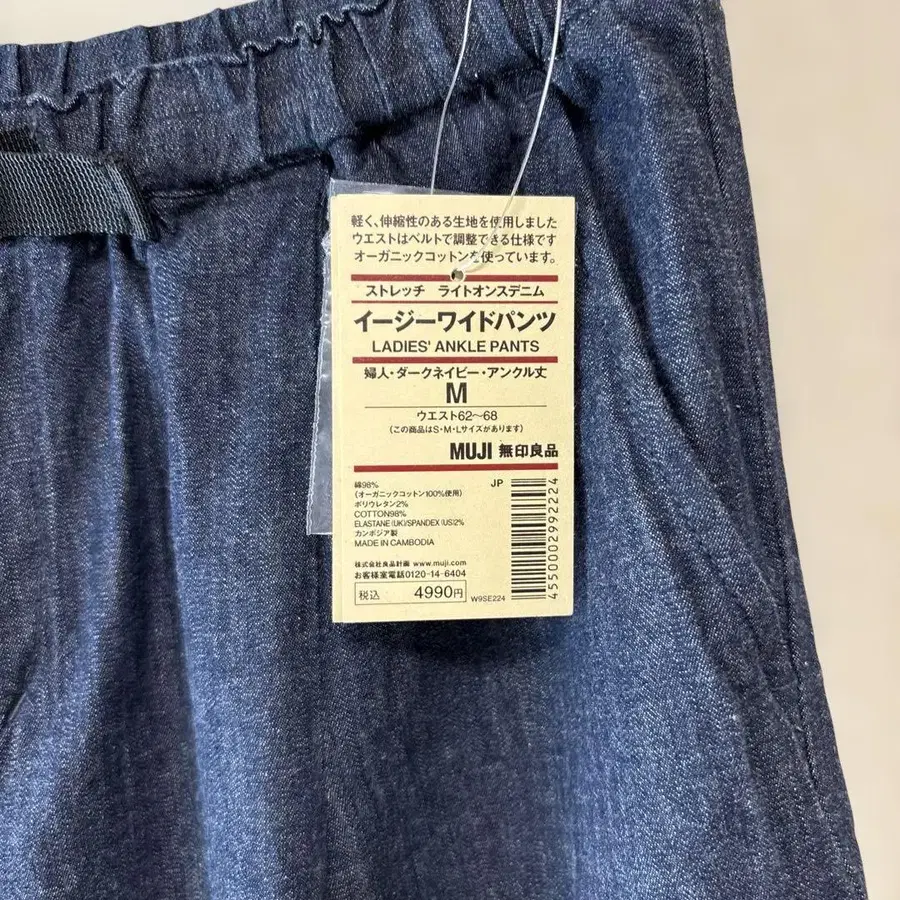 軽く、伸縮性のある生地を使用しました
ウエストはベルトで調整できる仕様です
オーガニックコットンを使っています。
ストレッチ ライトオンスデニム
イージーワイドパンツ
LADIES' ANKLE PANTS
婦人・ダークネイビー・アンクル丈
M
ウエスト62〜68
(この商品はS・M・Lサイズがあります)
MUJI 無印良品
綿98%
(オーガニックコットン100%使用)
ポリウレタン2%
COTTON98%
ELASTANE (UK)/SPANDEX (US)2%
カンボジア製
MADE IN CAMBODIA
JP
株式会社良品計画 www.muji.com
お客様室電話0120-14-6404
税込 4990円
W9SE224
4550002992224